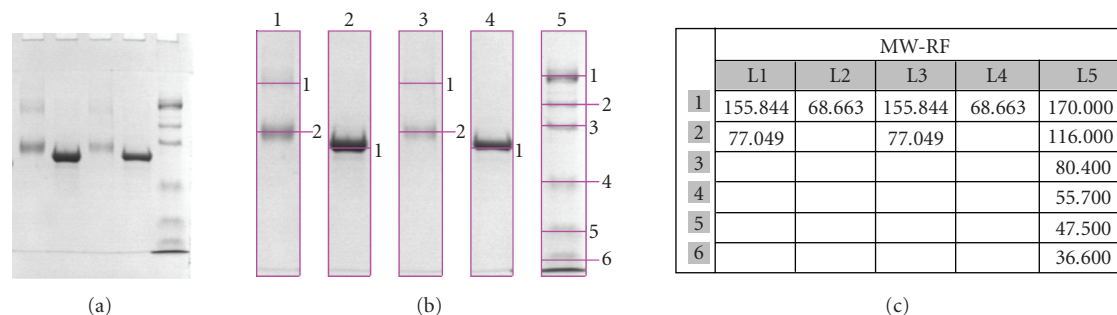 1 2 3 4 5
1 1 1
2 2 2
1 1 3
4
5
6
MW-RF
L1 L2 L3 L4 L5
1 155.844 68.663 155.844 68.663 170.000
2 77.049 77.049 116.000
3 80.400
4 55.700
5 47.500
6 36.600
(a) (b) (c)